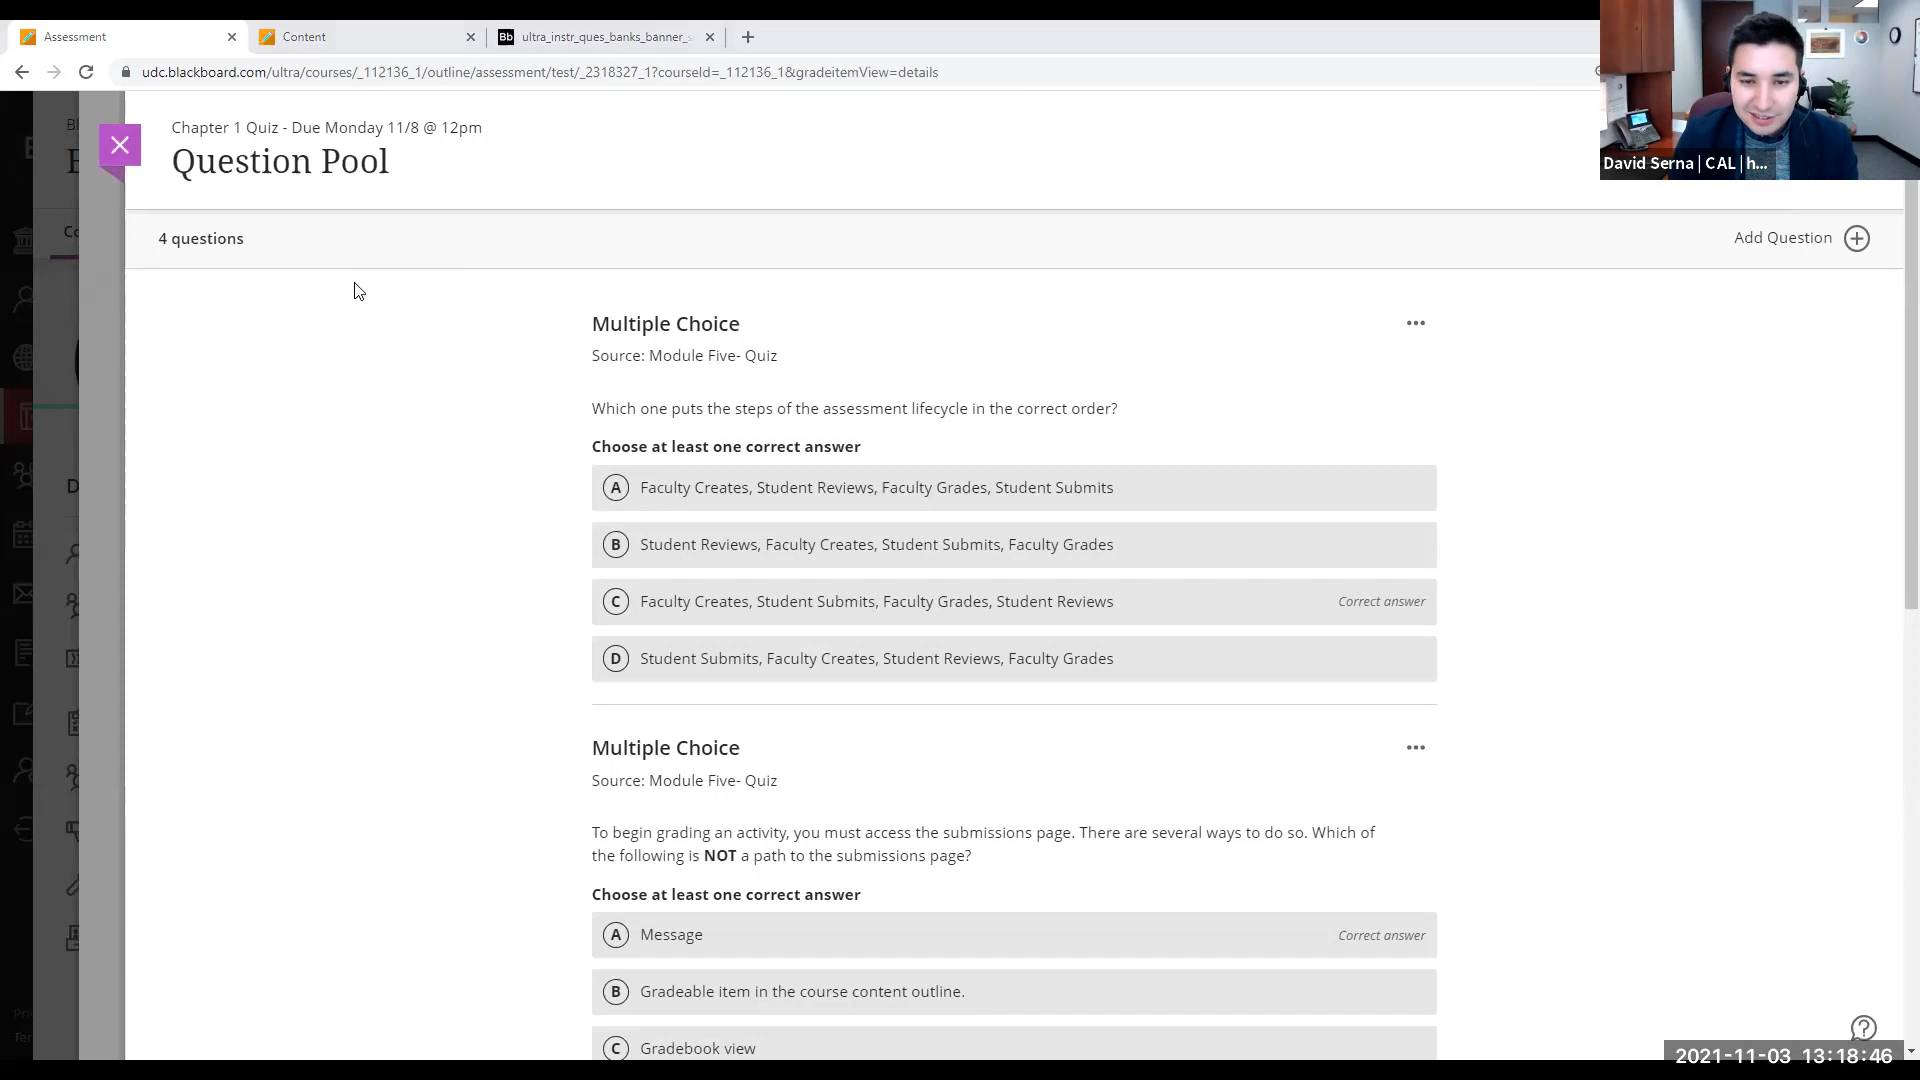 Assessment
Content
Bb ultra_instr_ques_banks_banner_s
udc.blackboard.com/ultra/courses/_112136_1/outline/assessment/test/_2318327_1?courseId=_112136_1&gradeitemView=details
David Serna | CAL | h...
Chapter 1 Quiz - Due Monday 11/8 @ 12pm
Question Pool
4 questions
Add Question
Multiple Choice
Source: Module Five- Quiz
Which one puts the steps of the assessment lifecycle in the correct order?
Choose at least one correct answer
A Faculty Creates, Student Reviews, Faculty Grades, Student Submits
B Student Reviews, Faculty Creates, Student Submits, Faculty Grades
C Faculty Creates, Student Submits, Faculty Grades, Student Reviews Correct answer
D Student Submits, Faculty Creates, Student Reviews, Faculty Grades
Multiple Choice
Source: Module Five- Quiz
To begin grading an activity, you must access the submissions page. There are several ways to do so. Which of
the following is NOT a path to the submissions page?
Choose at least one correct answer
A Message Correct answer
B Gradeable item in the course content outline.
C Gradebook view
2021-11-03 13:18:46